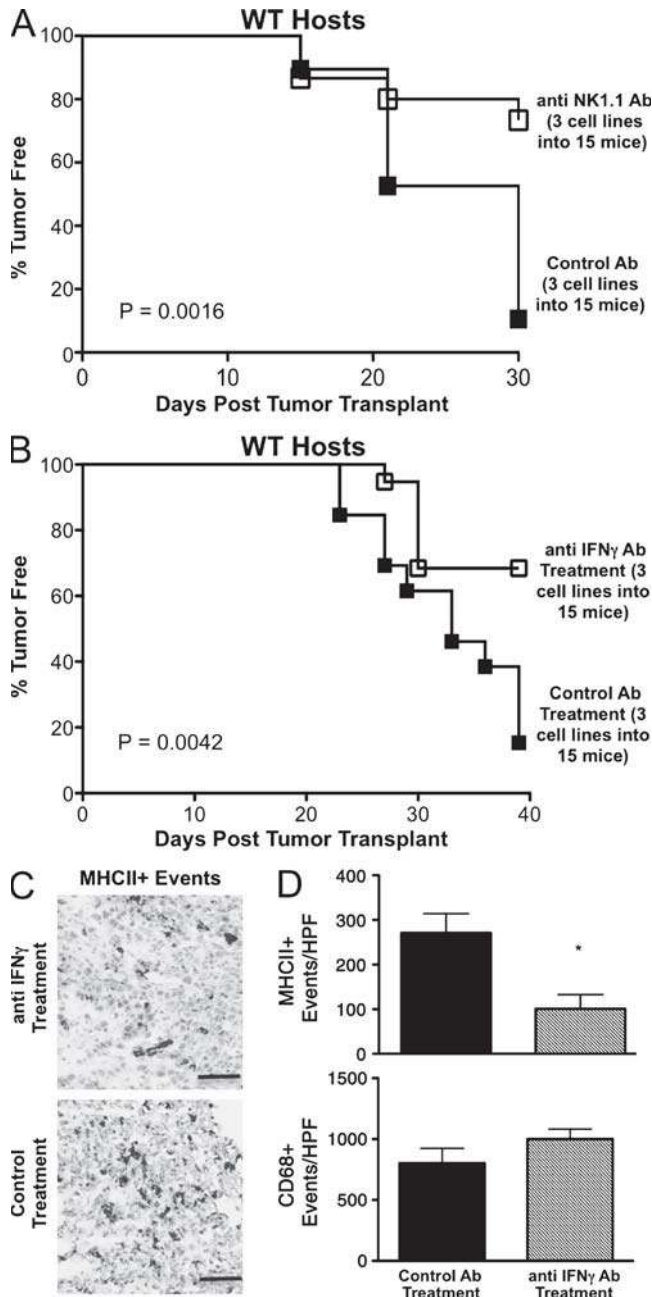 A
WT Hosts
100
80
60
40
20
0
% Tumor Free
P = 0.0016
0
10
20
30
Days Post Tumor Transplant
anti NK1.1 Ab
(3 cell lines
into 15 mice)
Control Ab
(3 cell lines
into 15 mice)
B
WT Hosts
100
80
60
40
20
0
% Tumor Free
P = 0.0042
0
10
20
30
40
Days Post Tumor Transplant
anti IFNγ Ab
Treatment (3
cell lines into
15 mice)
Control Ab
Treatment (3
cell lines into
15 mice)
C
MHCII+ Events
anti IFNγ
Treatment
Control
Treatment
D
400
300
200
100
0
MHCII+
Events/HPF
*
1500
1000
500
0
CD68+
Events/HPF
Control Ab
Treatment
anti IFNγ Ab
Treatment